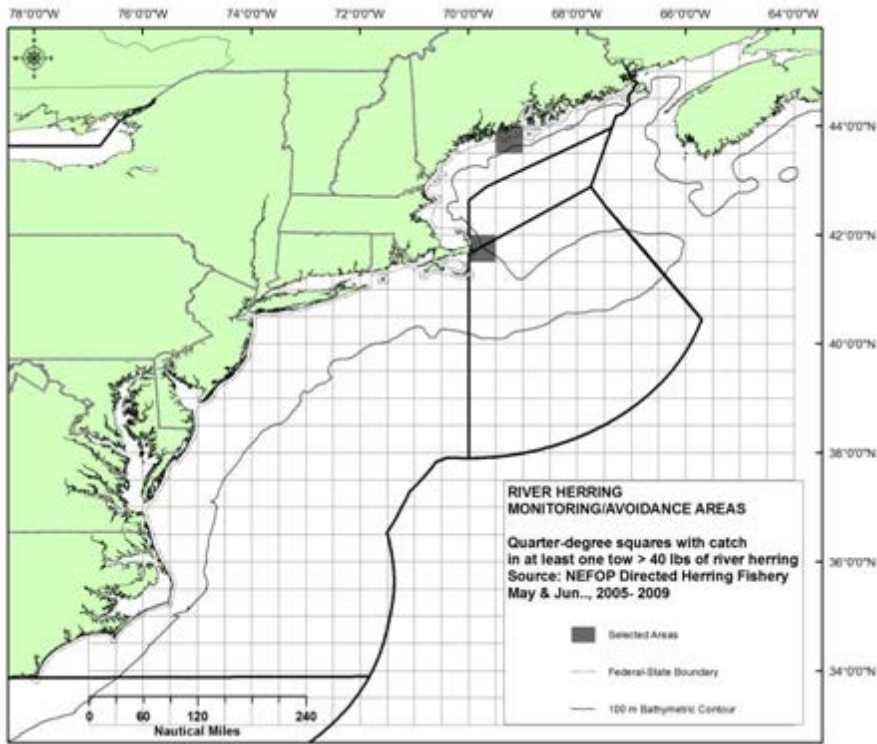 78°0'0"W 76°0'0"W 74°0'0"W 72°0'0"W 70°0'0"W 68°0'0"W 66°0'0"W 64°0'0"W
44°0'0"N
42°0'0"N
40°0'0"N
38°0'0"N
RIVER HERRING
MONITORING/AVOIDANCE AREAS
Quarter-degree squares with catch
in at least one tow > 40 lbs of river herring
Source: NEFOP Directed Herring Fishery
May & Jun.., 2005- 2009
36°0'0"N
Selected Areas
Federal-State Boundary
34°0'0"N
100 m Bathymetric Contour
0 60 120 240
Nautical Miles